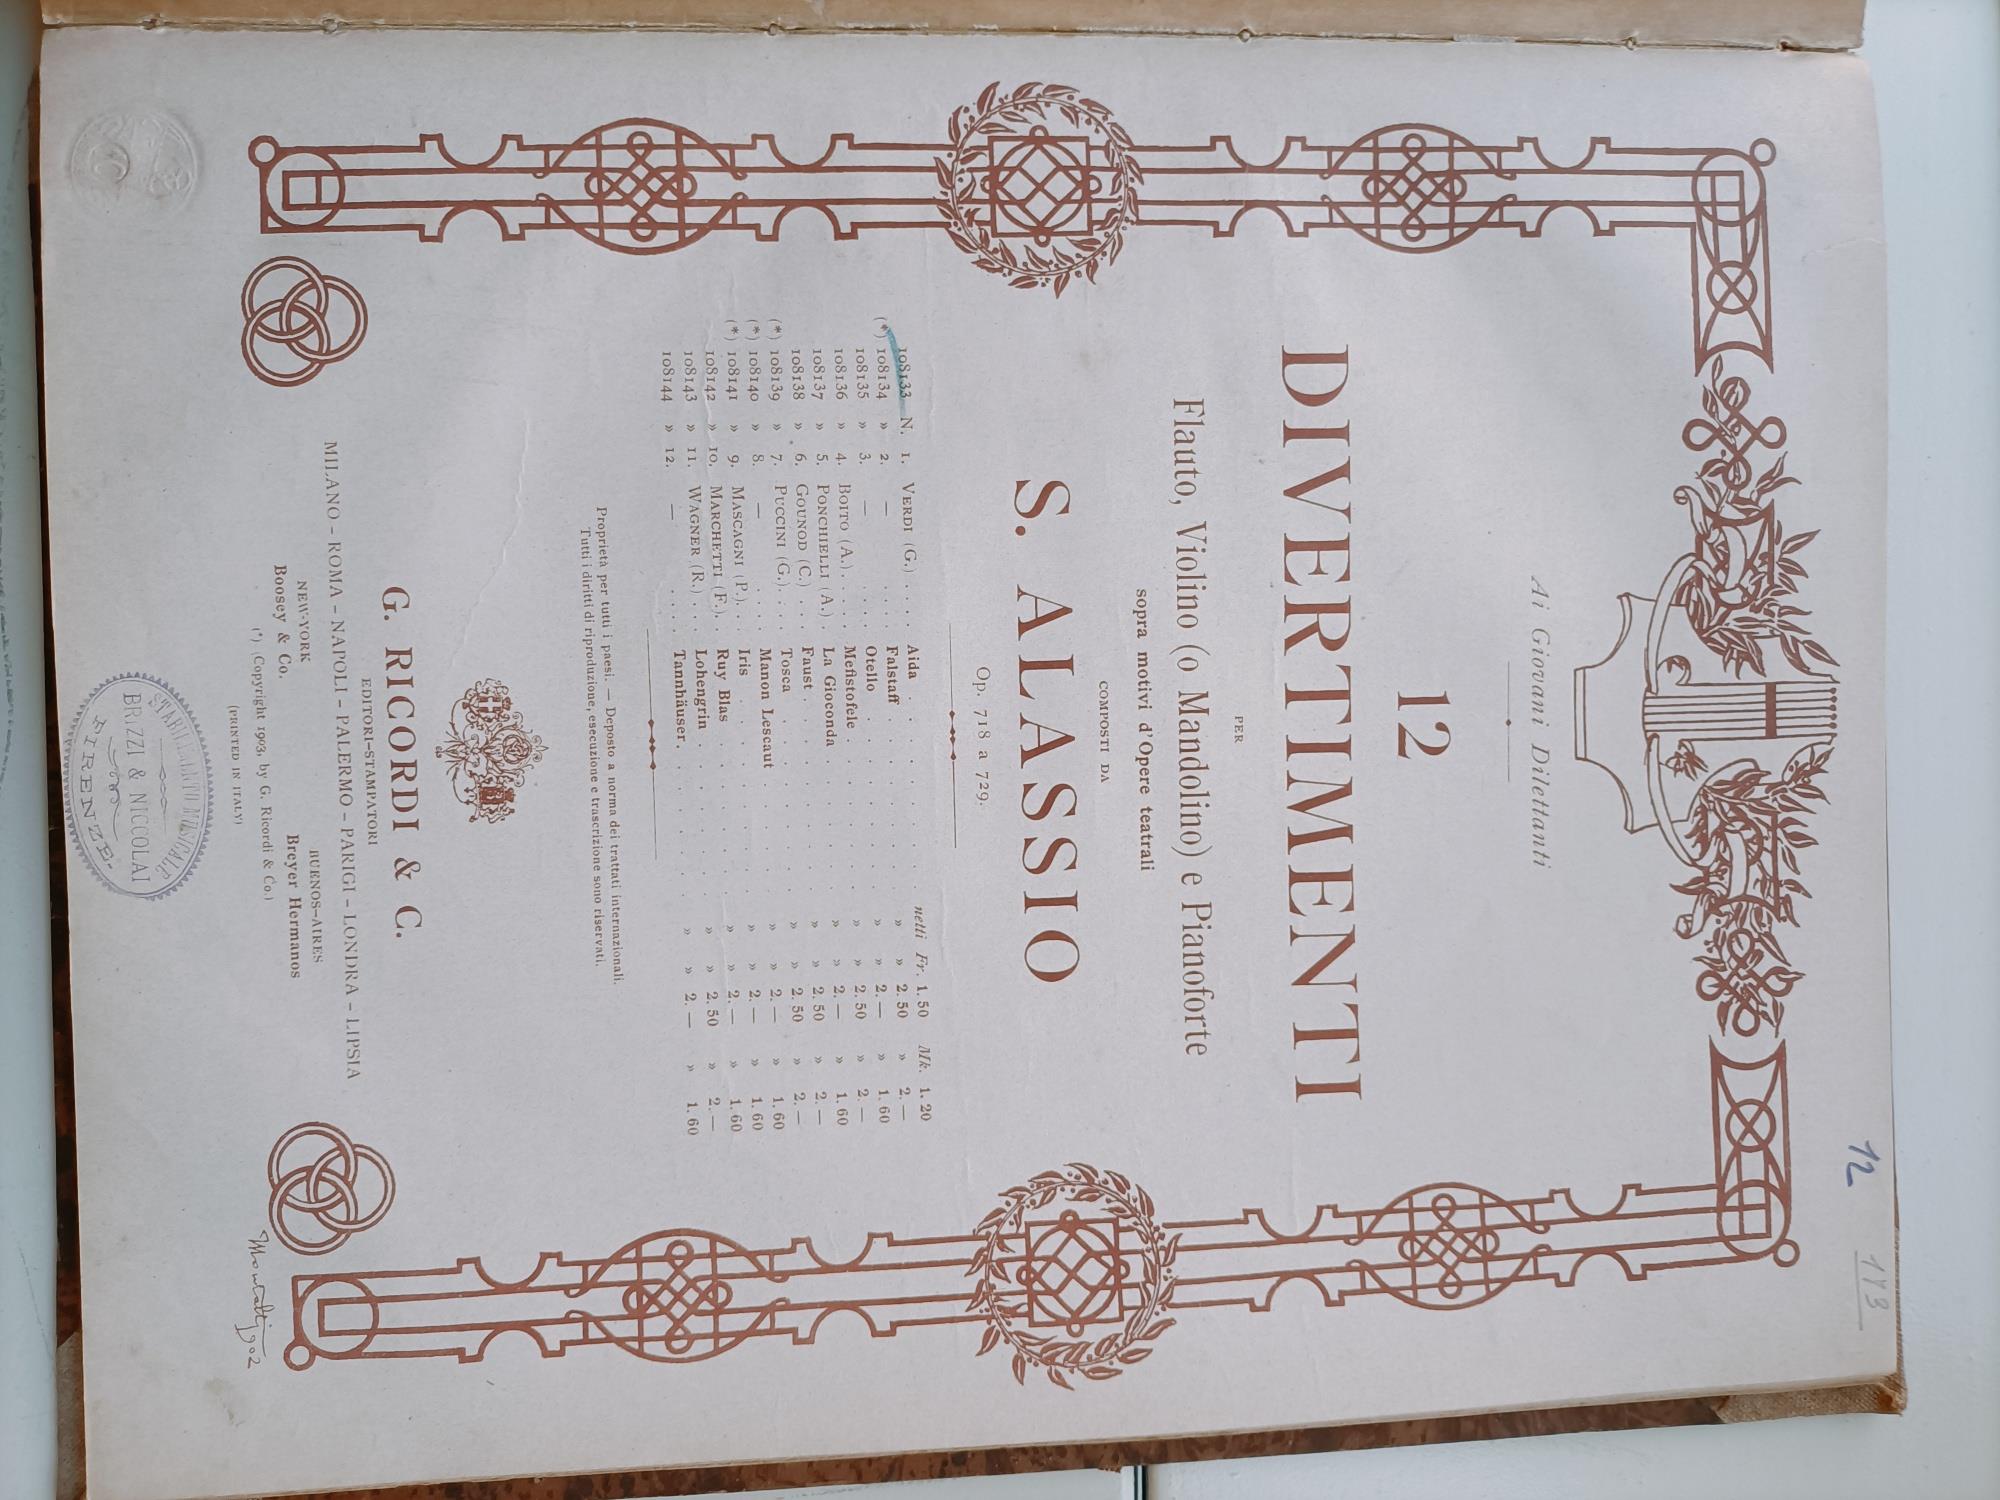 12
173
Ai Giovani Dilettanti
12
DIVERTIMENTI
PER
Flauto, Violino (o Mandolino) e Pianoforte
sopra motivi d'Opere teatrali
COMPOSTI DA
S. ALASSIO
Op. 718 a 729.
108133 N. 1. VERDI (G.) . . . . Aida . . . . . . . netti Fr. 1.50 Mk. 1.20
(*) 108134 » 2. — . . . . Falstaff . . . . . . » » 2.50 » 2.—
108135 » 3. — . . . . Otello . . . . . . » » 2.— » 1.60
108136 » 4. BOITO (A.) . . . . Mefistofele . . . . . » » 2.50 » 2.—
108137 » 5. PONCHIELLI (A.) . La Gioconda . . . . » » 2.— » 1.60
108138 » 6. GOUNOD (C.) . . . Faust . . . . . . » » 2.50 » 2.—
(*) 108139 » 7. PUCCINI (G.) . . . Tosca . . . . . . » » 2.50 » 2.—
(*) 108140 » 8. — . . . . Manon Lescaut . . . » » 2.— » 1.60
(*) 108141 » 9. MASCAGNI (P.) . . Iris . . . . . . » » 2.— » 1.60
108142 » 10. MARCHETTI (F.) . . Ruy Blas . . . . . » » 2.— » 1.60
108143 » 11. WAGNER (R.) . . . Lohengrin . . . . . » » 2.50 » 2.—
108144 » 12. — . . . . Tannhäuser . . . . . » » 2.— » 1.60
Proprietà per tutti i paesi. — Deposto a norma dei trattati internazionali.
Tutti i diritti di riproduzione, esecuzione e trascrizione sono riservati.
G. RICORDI & C.
EDITORI-STAMPATORI
MILANO - ROMA - NAPOLI - PALERMO - PARIGI - LONDRA - LIPSIA
NEW-YORK
Boosey & Co.
BUENOS-AIRES
Breyer Hermanos
(*) (Copyright 1903, by G. Ricordi & Co.)
(PRINTED IN ITALY)
1902
STABILIMENTO MUSICALE
BRIZZI & NICCOLAI
FIRENZE